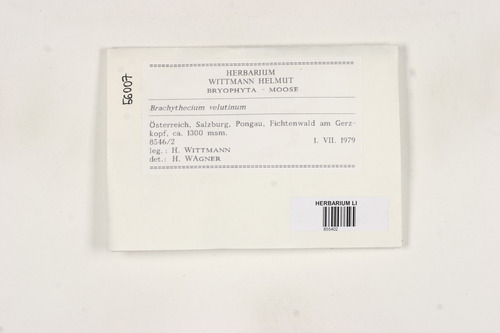 56007
HERBARIUM
WITTMANN HELMUT
BRYOPHYTA - MOOSE
Brachythecium velutinum
Österreich, Salzburg, Pongau, Fichtenwald am Gerz-
kopf, ca. 1300 msm.
8546/2 1. VII. 1979
leg.: H. WITTMANN
det.: H. WAGNER
HERBARIUM LI